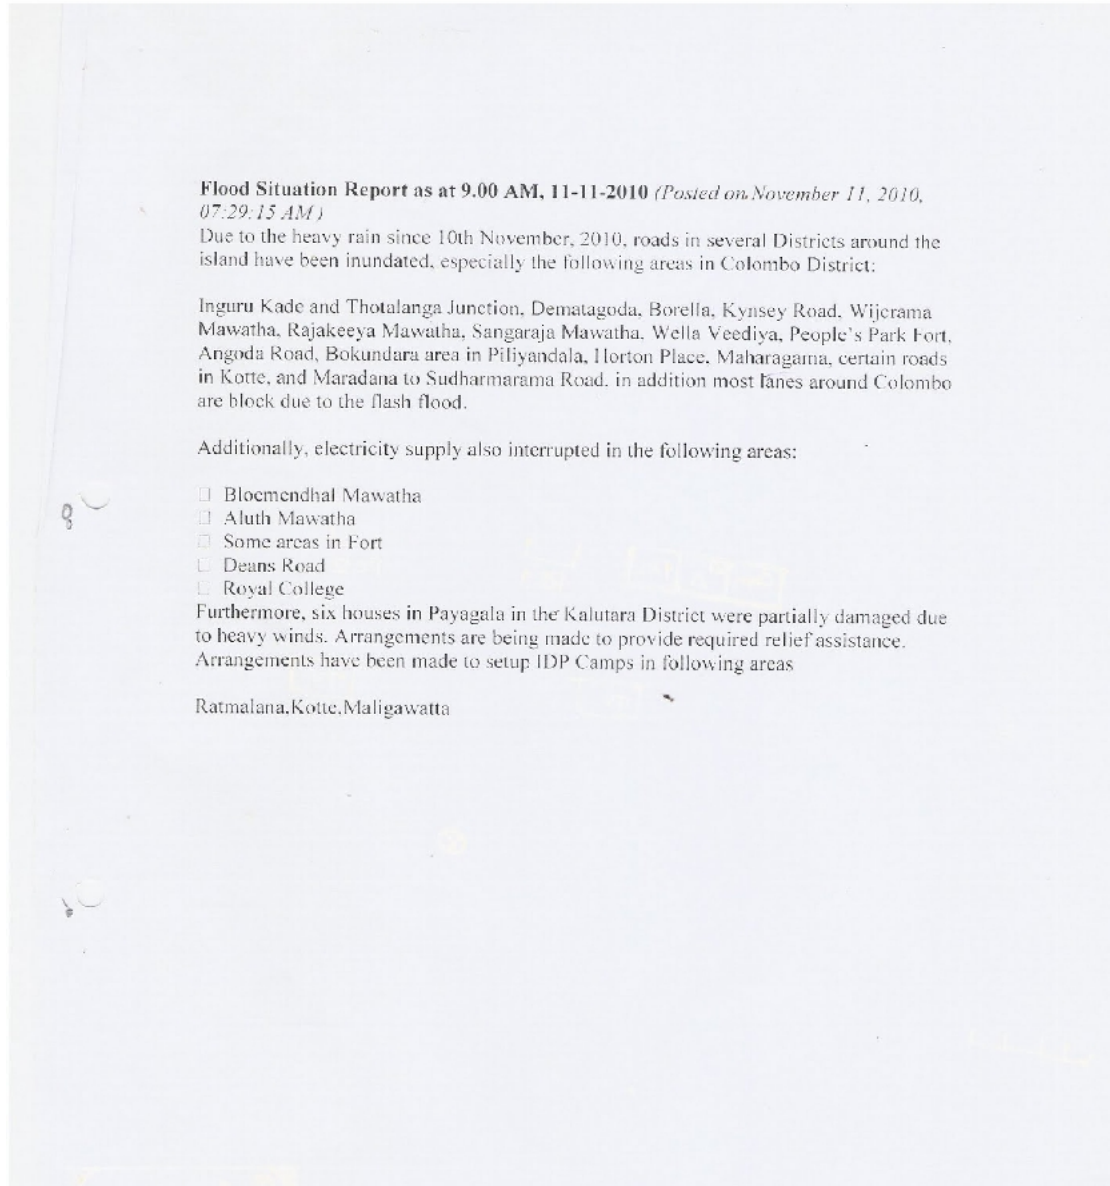 Flood Situation Report as at 9.00 AM, 11-11-2010 (Posted on November 11, 2010,
07:29:15 AM)
Due to the heavy rain since 10th November, 2010, roads in several Districts around the
island have been inundated, especially the following areas in Colombo District:
Inguru Kade and Thotalanga Junction, Dematagoda, Borella, Kynsey Road, Wijerama
Mawatha, Rajakeeya Mawatha, Sangaraja Mawatha, Wella Veediya, People's Park Fort,
Angoda Road, Bokundara area in Piliyandala, Horton Place, Maharagama, certain roads
in Kotte, and Maradana to Sudharmarama Road. in addition most lanes around Colombo
are block due to the flash flood.
Additionally, electricity supply also interrupted in the following areas:
□ Bloemendhal Mawatha
□ Aluth Mawatha
□ Some areas in Fort
□ Deans Road
□ Royal College
Furthermore, six houses in Payagala in the Kalutara District were partially damaged due
to heavy winds. Arrangements are being made to provide required relief assistance.
Arrangements have been made to setup IDP Camps in following areas
Ratmalana,Kotte,Maligawatta
8